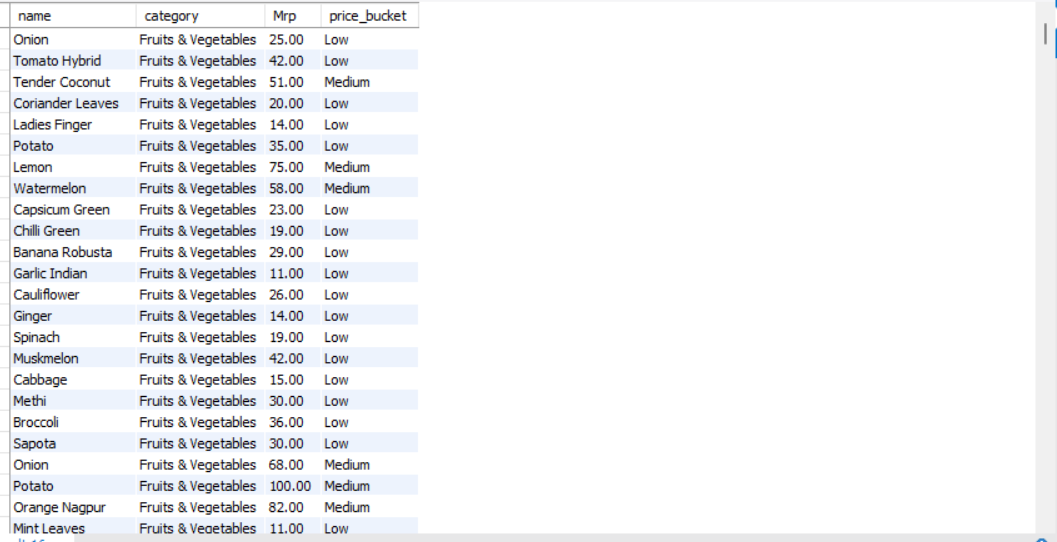 name category Mrp price_bucket
Onion Fruits & Vegetables 25.00 Low
Tomato Hybrid Fruits & Vegetables 42.00 Low
Tender Coconut Fruits & Vegetables 51.00 Medium
Coriander Leaves Fruits & Vegetables 20.00 Low
Ladies Finger Fruits & Vegetables 14.00 Low
Potato Fruits & Vegetables 35.00 Low
Lemon Fruits & Vegetables 75.00 Medium
Watermelon Fruits & Vegetables 58.00 Medium
Capsicum Green Fruits & Vegetables 23.00 Low
Chilli Green Fruits & Vegetables 19.00 Low
Banana Robusta Fruits & Vegetables 29.00 Low
Garlic Indian Fruits & Vegetables 11.00 Low
Cauliflower Fruits & Vegetables 26.00 Low
Ginger Fruits & Vegetables 14.00 Low
Spinach Fruits & Vegetables 19.00 Low
Muskmelon Fruits & Vegetables 42.00 Low
Cabbage Fruits & Vegetables 15.00 Low
Methi Fruits & Vegetables 30.00 Low
Broccoli Fruits & Vegetables 36.00 Low
Sapota Fruits & Vegetables 30.00 Low
Onion Fruits & Vegetables 68.00 Medium
Potato Fruits & Vegetables 100.00 Medium
Orange Nagpur Fruits & Vegetables 82.00 Medium
Mint Leaves Fruits & Vegetables 11.00 Low